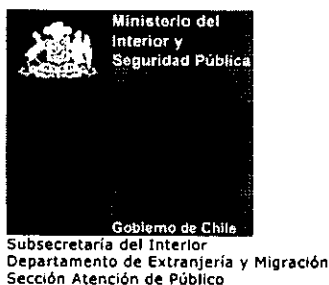 Ministerio del
Interior y
Seguridad Pública
Gobierno de Chile
Subsecretaría del Interior
Departamento de Extranjería y Migración
Sección Atención de Público